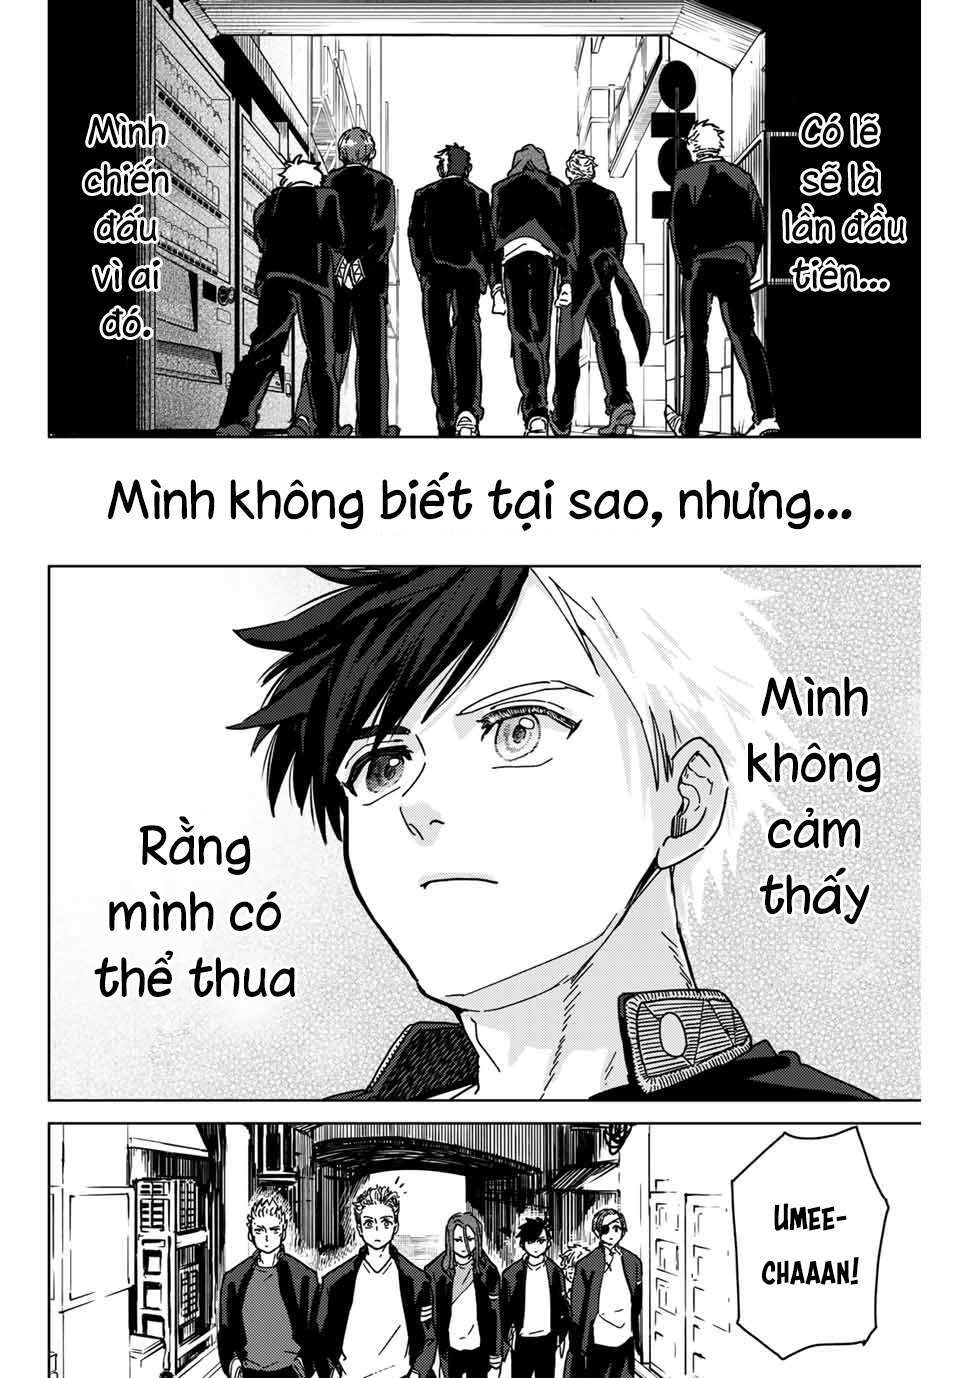 Có lẽ
sẽ là
lần đầu
tiên...
Mình
chiến
đấu
vì ai
đó.
Mình không biết tại sao, nhưng...
Mình
không
cảm
thấy
Rằng
mình có
thể thua
UMEE-
CHAAAN!